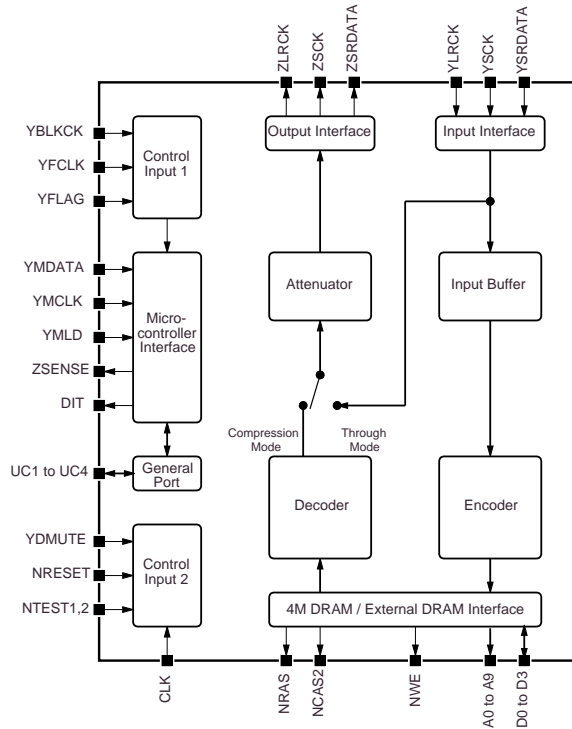 ZLRCK
ZSCK
ZSRDATA
YLRCK
YSCK
YSRDATA
YBLKCK
YFCLK
YFLAG
Control
Input 1
Output Interface
Input Interface
YMDATA
YMCLK
YMLD
ZSENSE
DIT
Micro-
controller
Interface
Attenuator
Input Buffer
Compression
Mode
Through
Mode
UC1 to UC4
General
Port
Decoder
Encoder
YDMUTE
NRESET
NTEST1,2
Control
Input 2
4M DRAM / External DRAM Interface
CLK
NRAS
NCAS2
NWE
A0 to A9
D0 to D3